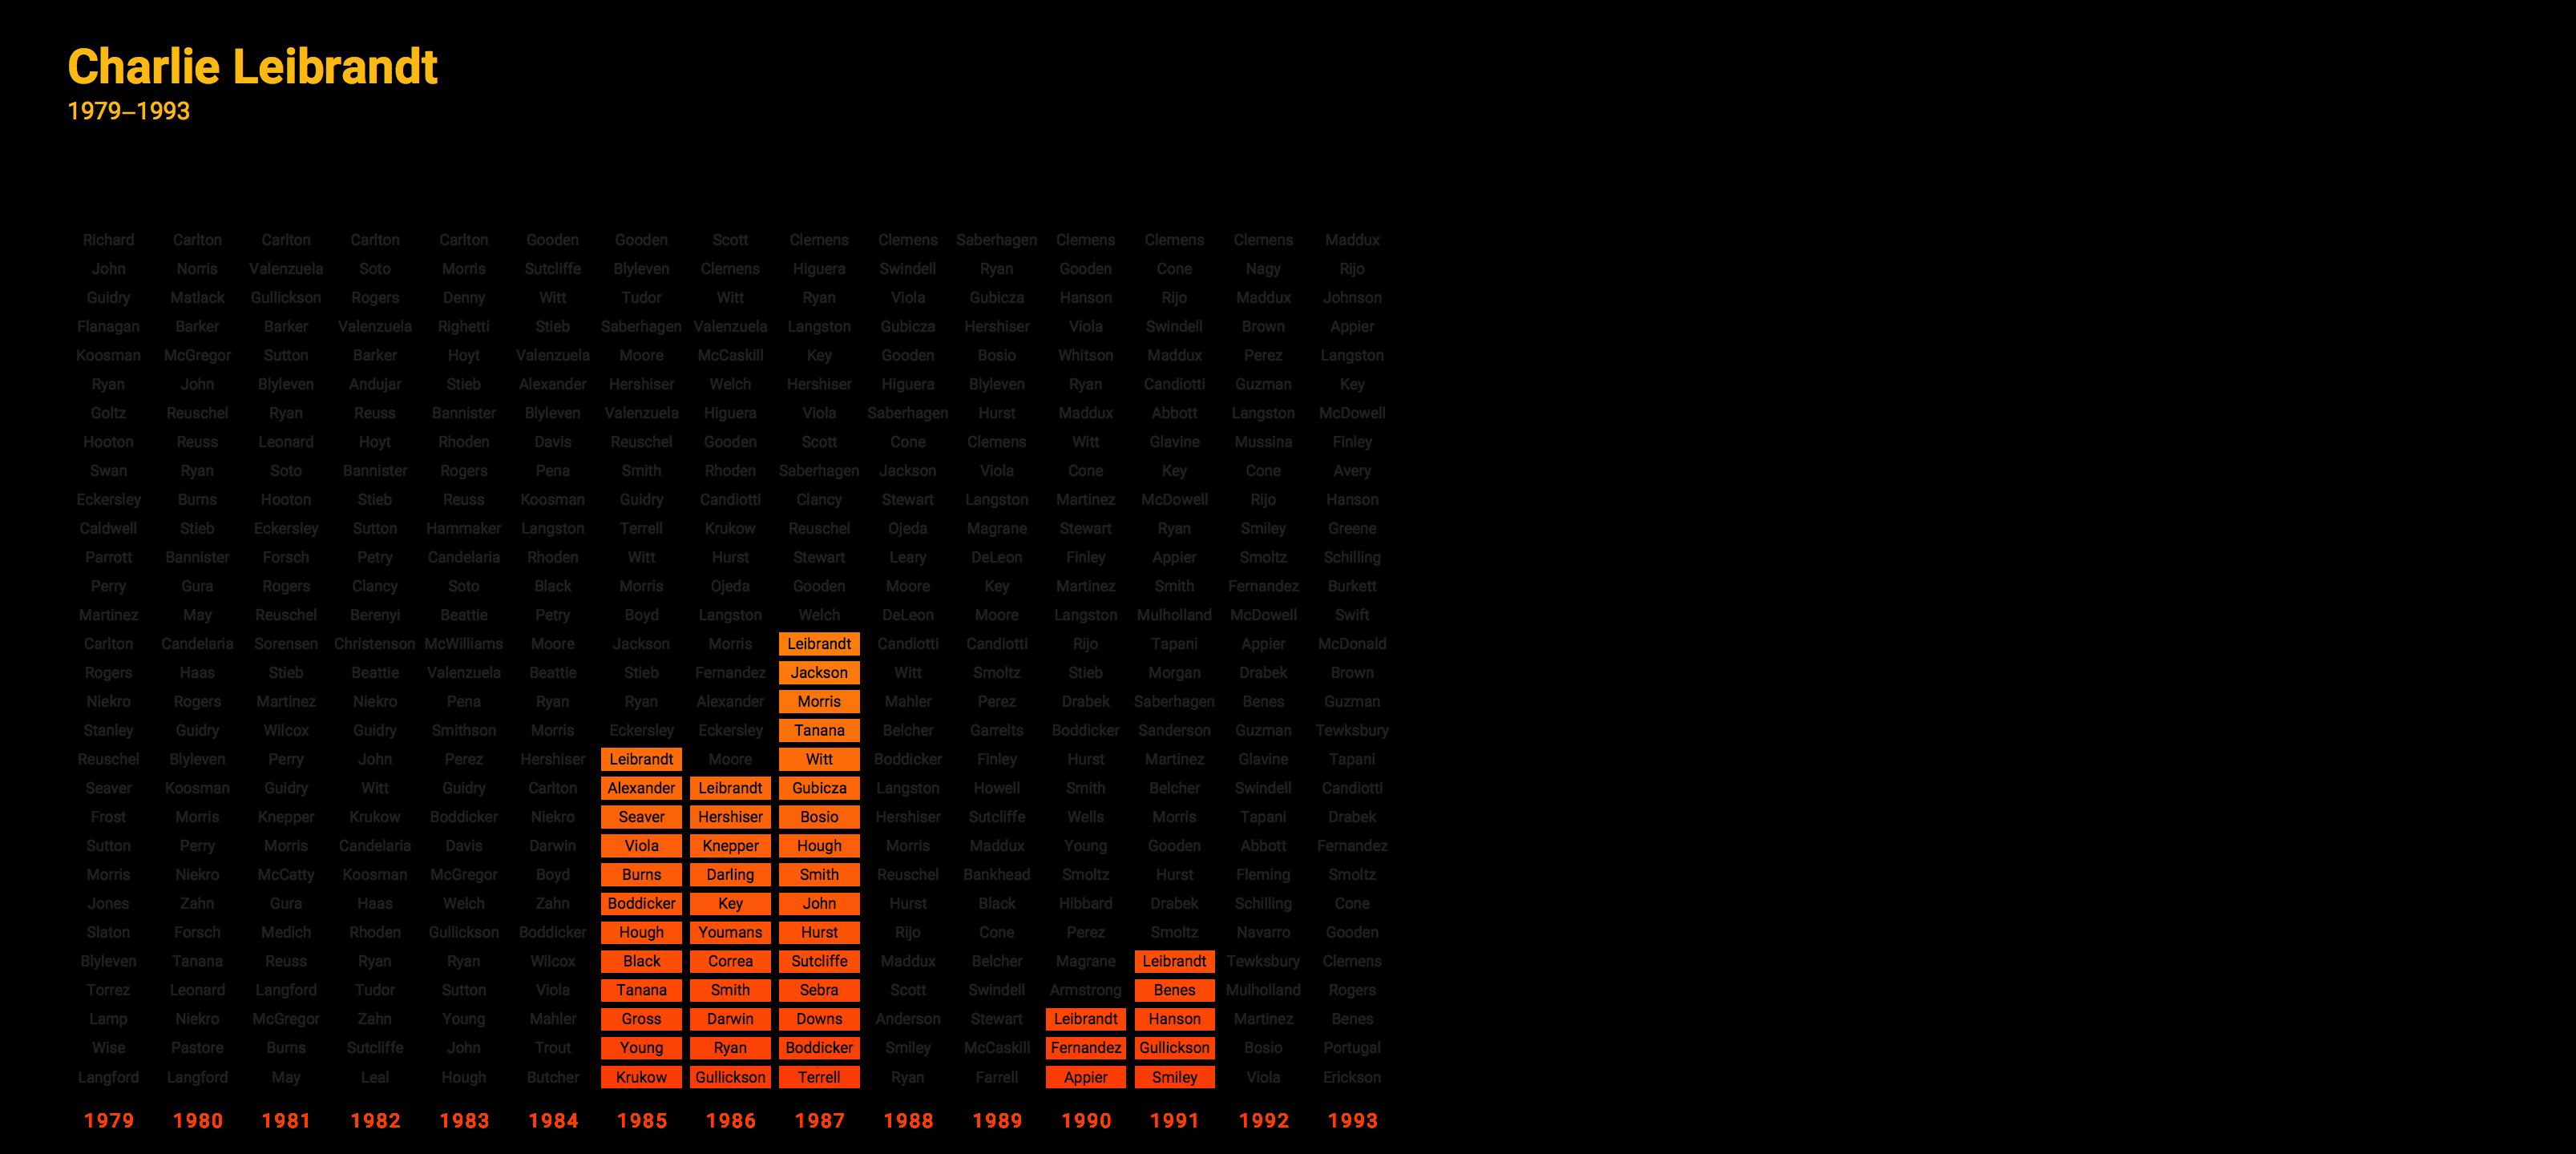 Charlie Leibrandt
1979–1993
Richard Carlton Carlton Carlton Carlton Gooden Gooden Scott Clemens Clemens Saberhagen Clemens Clemens Clemens Maddux
John Norris Valenzuela Soto Morris Sutcliffe Blyleven Clemens Higuera Swindell Ryan Gooden Cone Nagy Rijo
Guidry Matlack Gullickson Rogers Denny Witt Tudor Witt Ryan Viola Gubicza Hanson Rijo Maddux Johnson
Flanagan Barker Barker Valenzuela Righetti Stieb Saberhagen Valenzuela Langston Gubicza Hershiser Viola Swindell Brown Appier
Koosman McGregor Sutton Barker Hoyt Valenzuela Moore McCaskill Key Gooden Bosio Whitson Maddux Perez Langston
Ryan John Blyleven Andujar Stieb Alexander Hershiser Welch Hershiser Higuera Blyleven Ryan Candiotti Guzman Key
Goltz Reuschel Ryan Reuss Bannister Blyleven Valenzuela Higuera Viola Saberhagen Hurst Maddux Abbott Langston McDowell
Hooton Reuss Leonard Hoyt Rhoden Davis Reuschel Gooden Scott Cone Clemens Witt Glavine Mussina Finley
Swan Ryan Soto Bannister Rogers Pena Smith Rhoden Saberhagen Jackson Viola Cone Key Cone Avery
Eckersley Burns Hooton Stieb Reuss Koosman Guidry Candiotti Clancy Stewart Langston Martinez McDowell Rijo Hanson
Caldwell Stieb Eckersley Sutton Hammaker Langston Terrell Krukow Reuschel Ojeda Magrane Stewart Ryan Smiley Greene
Parrott Bannister Forsch Petry Candelaria Rhoden Witt Hurst Stewart Leary DeLeon Finley Appier Smoltz Schilling
Perry Gura Rogers Clancy Soto Black Morris Ojeda Gooden Moore Key Martinez Smith Fernandez Burkett
Martinez May Reuschel Berenyi Beattie Petry Boyd Langston Welch DeLeon Moore Langston Mulholland McDowell Swift
Carlton Candelaria Sorensen Christenson McWilliams Moore Jackson Morris Leibrandt Candiotti Candiotti Rijo Tapani Appier McDonald
Rogers Haas Stieb Beattie Valenzuela Beattie Stieb Fernandez Jackson Witt Smoltz Stieb Morgan Drabek Brown
Niekro Rogers Martinez Niekro Pena Ryan Ryan Alexander Morris Mahler Perez Drabek Saberhagen Benes Guzman
Stanley Guidry Wilcox Guidry Smithson Morris Eckersley Eckersley Tanana Belcher Garrelts Boddicker Sanderson Guzman Tewksbury
Reuschel Blyleven Perry John Perez Hershiser Leibrandt Moore Witt Boddicker Finley Hurst Martinez Glavine Tapani
Seaver Koosman Guidry Witt Guidry Carlton Alexander Leibrandt Gubicza Langston Howell Smith Belcher Swindell Candiotti
Frost Morris Knepper Krukow Boddicker Niekro Seaver Hershiser Bosio Hershiser Sutcliffe Wells Morris Tapani Drabek
Sutton Perry Morris Candelaria Davis Darwin Viola Knepper Hough Morris Maddux Young Gooden Abbott Fernandez
Morris Niekro McCatty Koosman McGregor Boyd Burns Darling Smith Reuschel Bankhead Smoltz Hurst Fleming Smoltz
Jones Zahn Gura Haas Welch Zahn Boddicker Key John Hurst Black Hibbard Drabek Schilling Cone
Slaton Forsch Medich Rhoden Gullickson Boddicker Hough Youmans Hurst Rijo Cone Perez Smoltz Navarro Gooden
Blyleven Tanana Reuss Ryan Ryan Wilcox Black Correa Sutcliffe Maddux Belcher Magrane Leibrandt Tewksbury Clemens
Torrez Leonard Langford Tudor Sutton Viola Tanana Smith Sebra Scott Swindell Armstrong Benes Mulholland Rogers
Lamp Niekro McGregor Zahn Young Mahler Gross Darwin Downs Anderson Stewart Leibrandt Hanson Martinez Benes
Wise Pastore Burns Sutcliffe John Trout Young Ryan Boddicker Smiley McCaskill Fernandez Gullickson Bosio Portugal
Langford Langford May Leal Hough Butcher Krukow Gullickson Terrell Ryan Farrell Appier Smiley Viola Erickson
1979 1980 1981 1982 1983 1984 1985 1986 1987 1988 1989 1990 1991 1992 1993